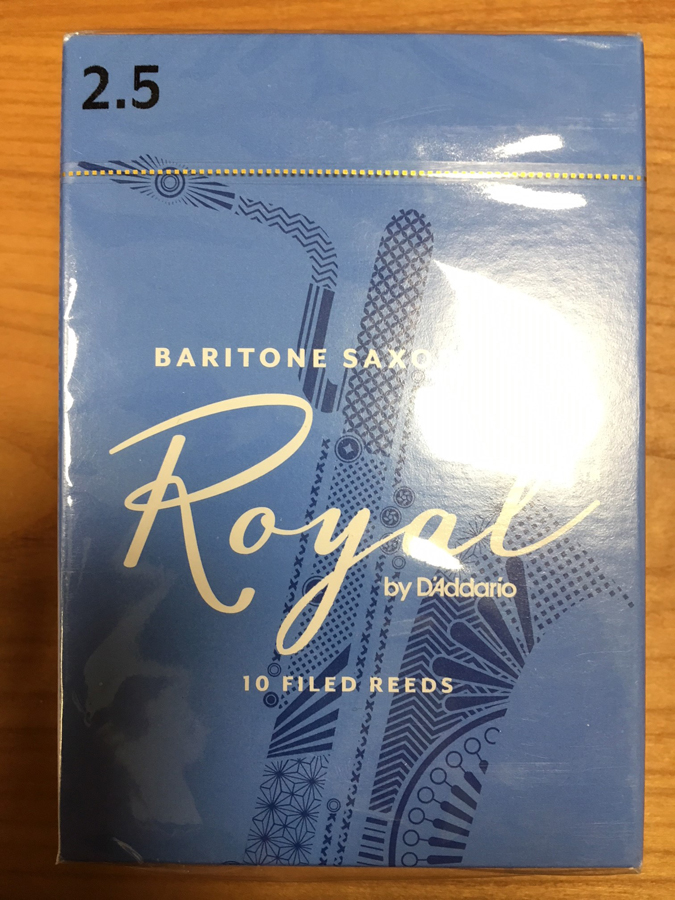 2.5
BARITONE SAXO
Royal
by D'Addario
10 FILED REEDS